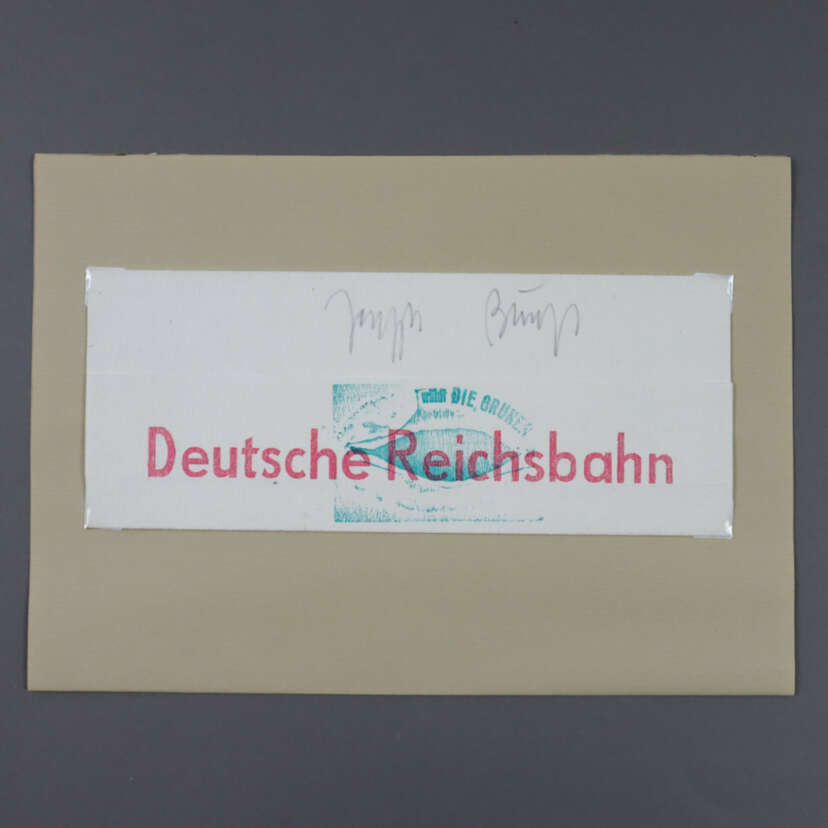 Joseph Beuys
wählt DIE GRÜNEN
Deutsche Reichsbahn